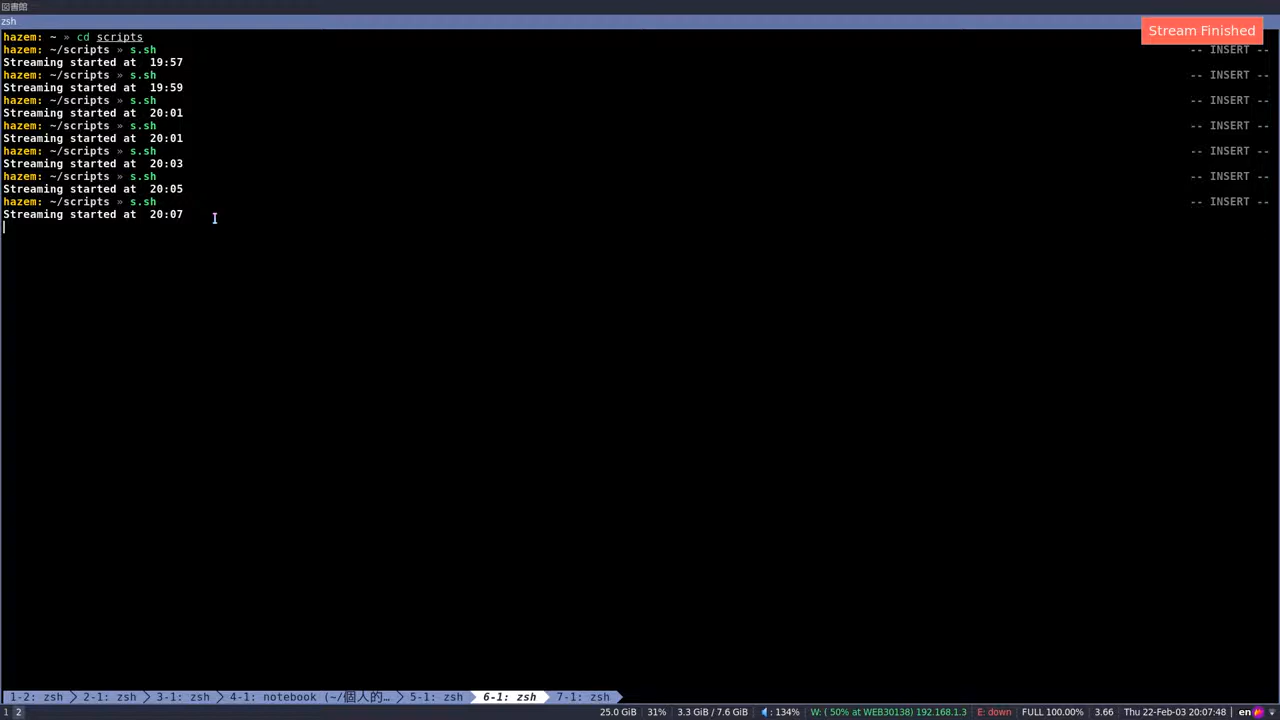 図書館
zsh
Stream Finished
hazem: ~ » cd scripts
hazem: ~/scripts » s.sh -- INSERT --
Streaming started at  19:57
hazem: ~/scripts » s.sh -- INSERT --
Streaming started at  19:59
hazem: ~/scripts » s.sh -- INSERT --
Streaming started at  20:01
hazem: ~/scripts » s.sh -- INSERT --
Streaming started at  20:01
hazem: ~/scripts » s.sh -- INSERT --
Streaming started at  20:03
hazem: ~/scripts » s.sh -- INSERT --
Streaming started at  20:05
hazem: ~/scripts » s.sh -- INSERT --
Streaming started at  20:07
1-2: zsh 2-1: zsh 3-1: zsh 4-1: notebook (~/個人的… 5-1: zsh 6-1: zsh 7-1: zsh
1 2 25.0 GiB 31% 3.3 GiB / 7.6 GiB : 134% W: ( 50% at WEB30138) 192.168.1.3 E: down FULL 100.00% 3.66 Thu 22-Feb-03 20:07:48 en